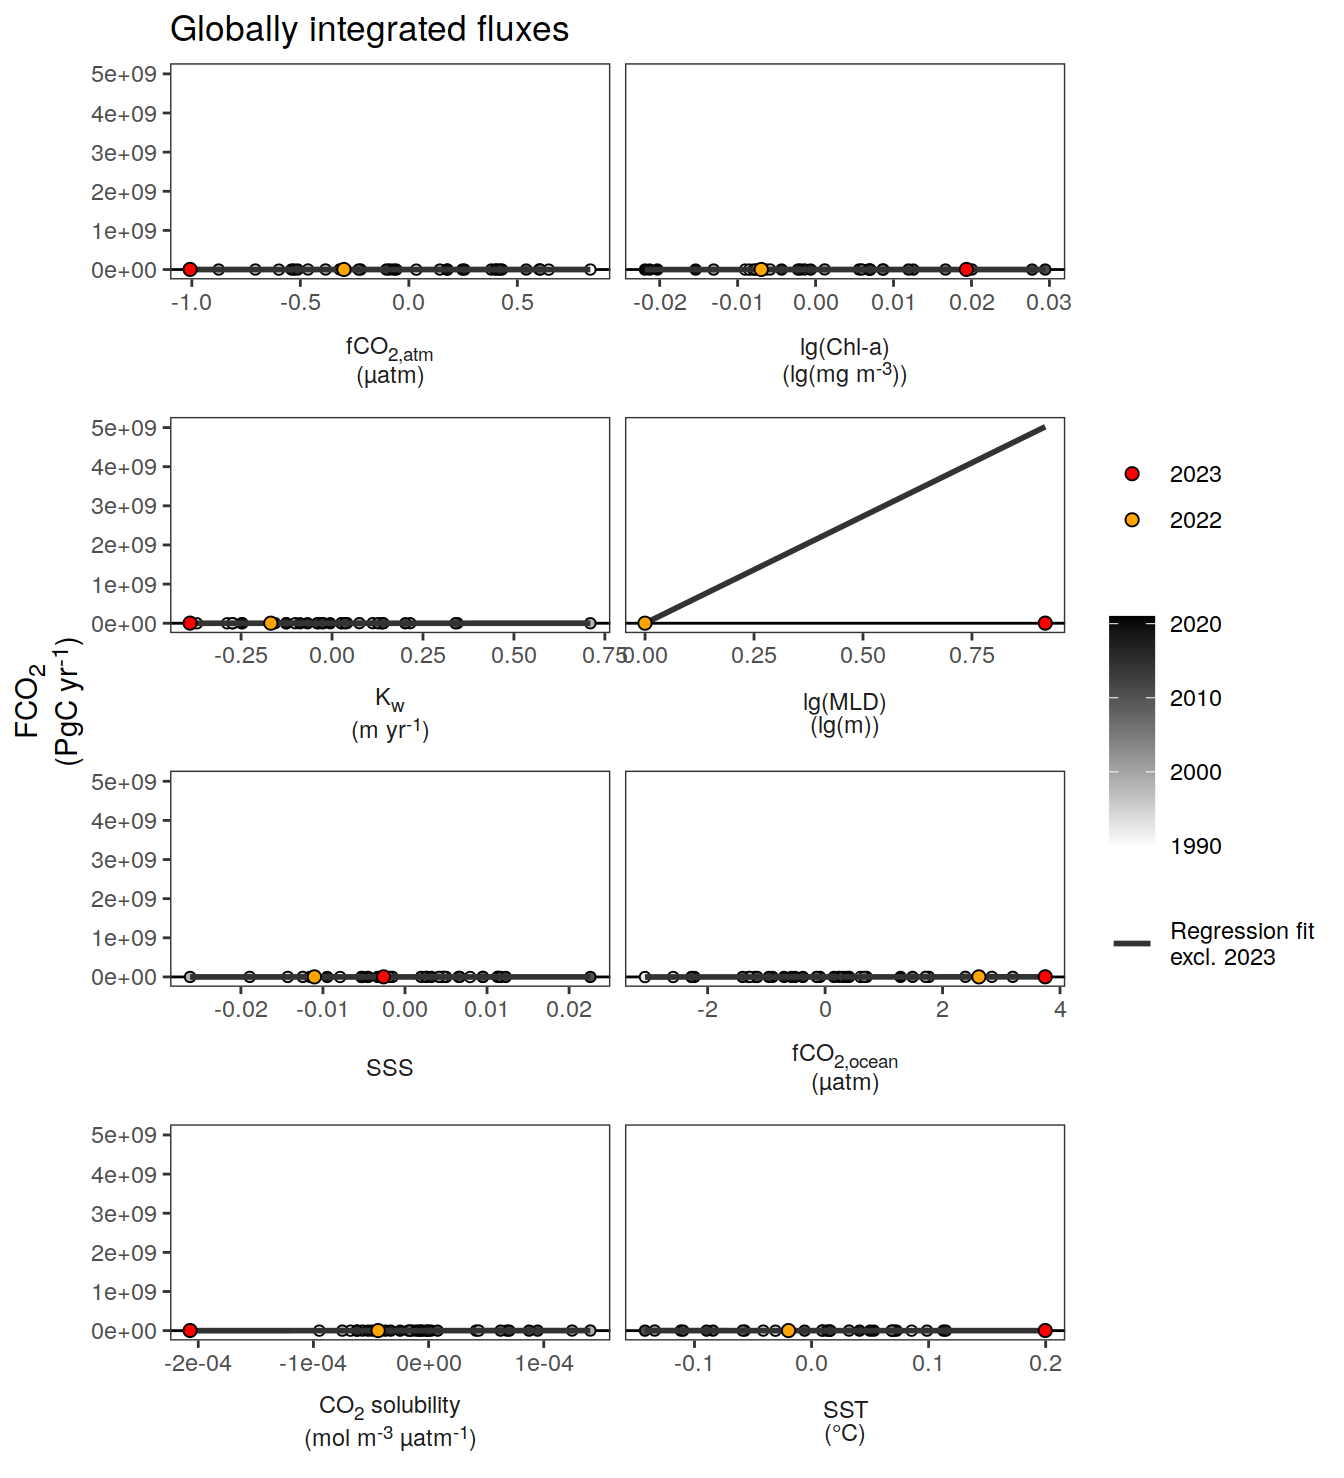 Globally integrated fluxes
5e+09
4e+09
3e+09
2e+09
1e+09
0e+00
-1.0 -0.5 0.0 0.5
-0.02 -0.01 0.00 0.01 0.02 0.03
fCO2,atm
(µatm)
lg(Chl-a)
(lg(mg m-3))
5e+09
4e+09
3e+09
2e+09
1e+09
0e+00
-0.25 0.00 0.25 0.50 0.75
0.00 0.25 0.50 0.75
Kw
(m yr-1)
lg(MLD)
(lg(m))
FCO2
(PgC yr-1)
5e+09
4e+09
3e+09
2e+09
1e+09
0e+00
-0.02 -0.01 0.00 0.01 0.02
-2 0 2 4
SSS
fCO2,ocean
(µatm)
5e+09
4e+09
3e+09
2e+09
1e+09
0e+00
-2e-04 -1e-04 0e+00 1e-04
-0.1 0.0 0.1 0.2
CO2 solubility
(mol m-3 µatm-1)
SST
(°C)
2023
2022
2020
2010
2000
1990
Regression fit
excl. 2023